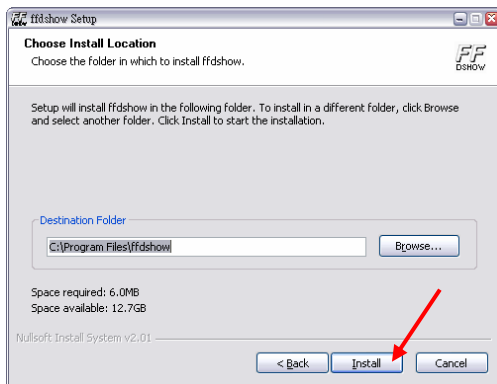 ffdshow Setup
Choose Install Location
Choose the folder in which to install ffdshow.
FF
DSHOW
Setup will install ffdshow in the following folder. To install in a different folder, click Browse
and select another folder. Click Install to start the installation.
Destination Folder
C:\Program Files\ffdshow
Browse...
Space required: 6.0MB
Space available: 12.7GB
Nullsoft Install System v2.01
< Back
Install
Cancel